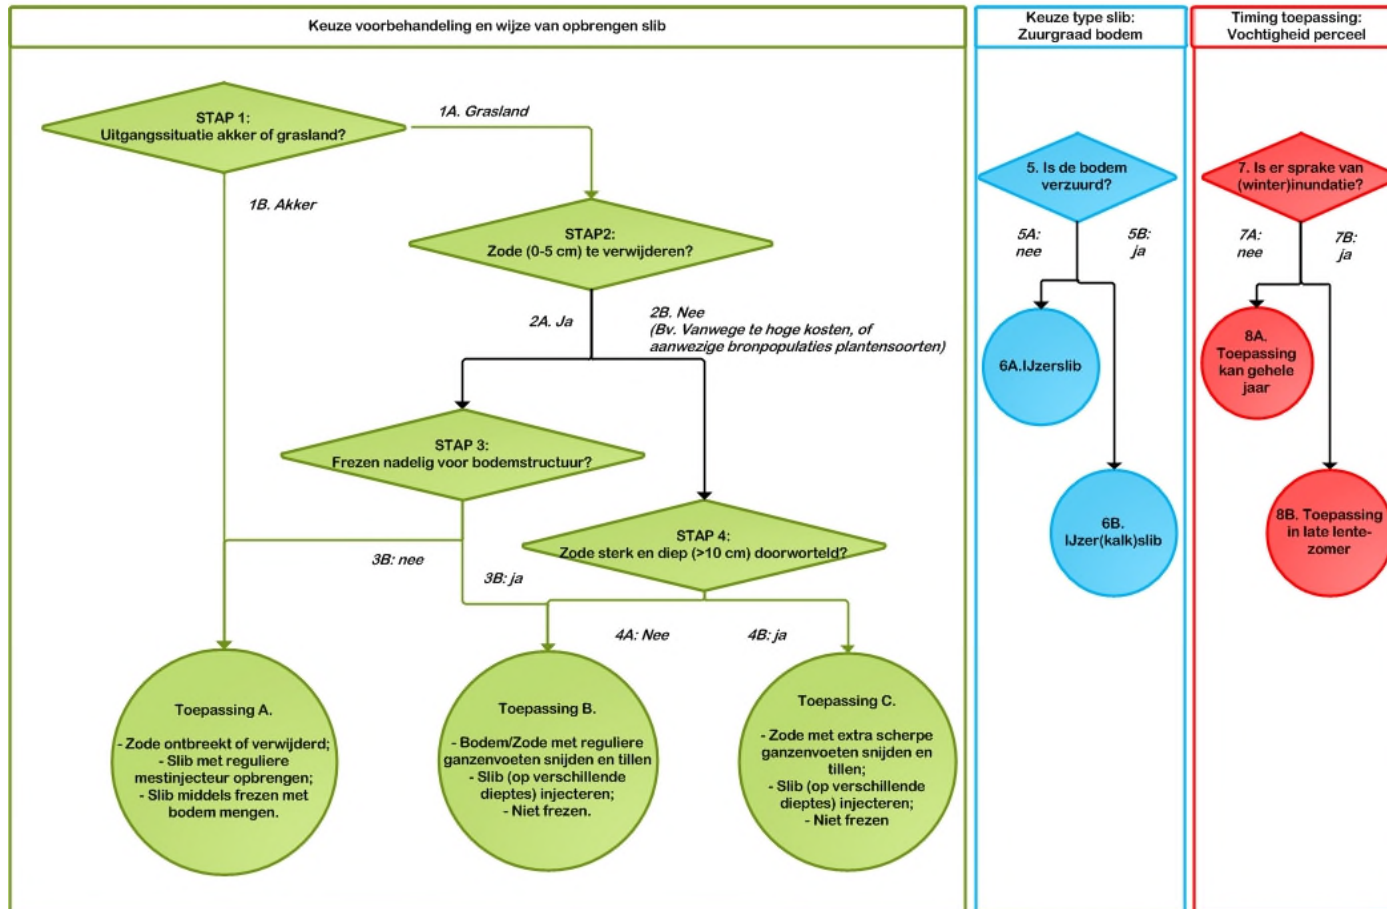 Keuze voorbehandeling en wijze van opbrengen slib
STAP 1:
Uitgangssituatie akker of grasland?
1A. Grasland
1B. Akker
STAP2:
Zode (0-5 cm) te verwijderen?
2A. Ja
2B. Nee
(Bv. Vanwege te hoge kosten, of
aanwezige bronpopulaties plantensoorten)
STAP 3:
Frezen nadelig voor bodemstructuur?
3B: nee
3B: ja
STAP 4:
Zode sterk en diep (>10 cm) doorworteld?
4A: Nee
4B: ja
Toepassing A.
- Zode ontbreekt of verwijderd;
- Slib met reguliere
mestinjecteur opbrengen;
- Slib middels frezen met
bodem mengen.
Toepassing B.
- Bodem/Zode met reguliere
ganzenvoeten snijden en tillen
- Slib (op verschillende
dieptes) injecteren;
- Niet frezen.
Toepassing C.
- Zode met extra scherpe
ganzenvoeten snijden en
tillen;
- Slib (op verschillende
dieptes) injecteren;
- Niet frezen
Keuze type slib:
Zuurgraad bodem
5. Is de bodem
verzuurd?
5A:
nee
5B:
ja
6A.IJzerslib
6B.
IJzer(kalk)slib
Timing toepassing:
Vochtigheid perceel
7. Is er sprake van
(winter)inundatie?
7A:
nee
7B:
ja
8A.
Toepassing
kan gehele
jaar
8B. Toepassing
in late lente-
zomer